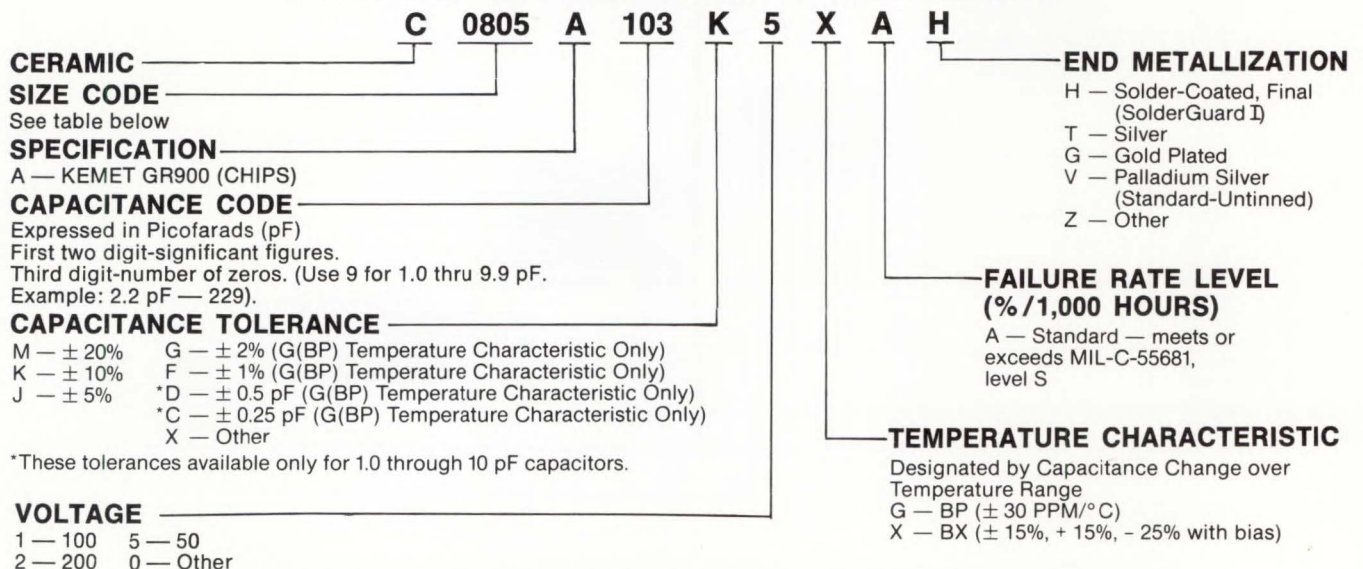 C 0805 A 103 K 5 X A H
CERAMIC
SIZE CODE
See table below
SPECIFICATION
A — KEMET GR900 (CHIPS)
CAPACITANCE CODE
Expressed in Picofarads (pF)
First two digit-significant figures.
Third digit-number of zeros. (Use 9 for 1.0 thru 9.9 pF.
Example: 2.2 pF — 229).
CAPACITANCE TOLERANCE
M — ± 20% G — ± 2% (G(BP) Temperature Characteristic Only)
K — ± 10% F — ± 1% (G(BP) Temperature Characteristic Only)
J — ± 5% *D — ± 0.5 pF (G(BP) Temperature Characteristic Only)
*C — ± 0.25 pF (G(BP) Temperature Characteristic Only)
X — Other
*These tolerances available only for 1.0 through 10 pF capacitors.
VOLTAGE
1 — 100 5 — 50
2 — 200 0 — Other
END METALLIZATION
H — Solder-Coated, Final
(SolderGuard I)
T — Silver
G — Gold Plated
V — Palladium Silver
(Standard-Untinned)
Z — Other
FAILURE RATE LEVEL
(%/1,000 HOURS)
A — Standard — meets or
exceeds MIL-C-55681,
level S
TEMPERATURE CHARACTERISTIC
Designated by Capacitance Change over
Temperature Range
G — BP (± 30 PPM/°C)
X — BX (± 15%, + 15%, - 25% with bias)